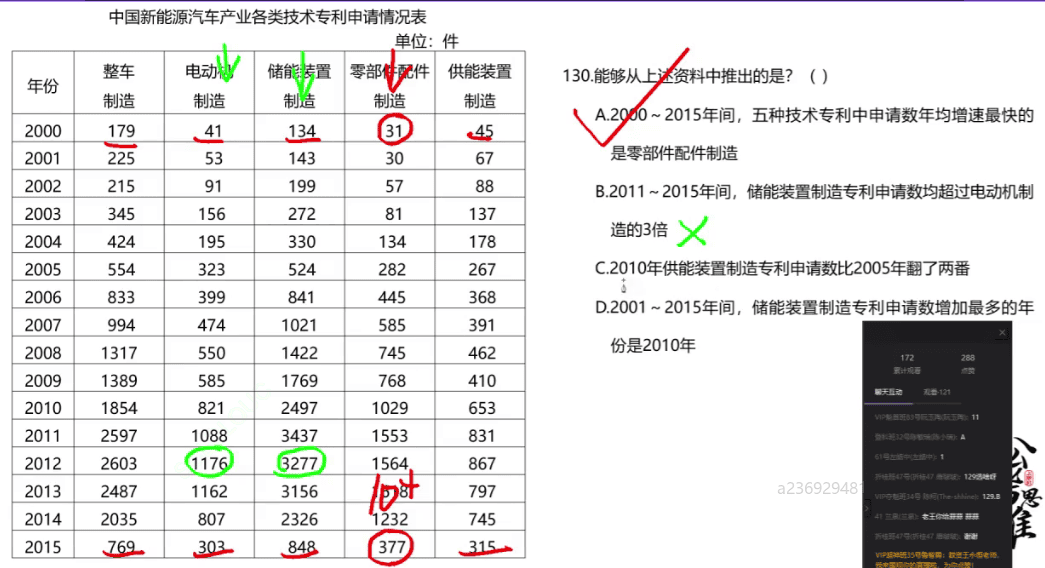 中国新能源汽车产业各类技术专利申请情况表
单位：件
年份 整车制造 电动机制造 储能装置制造 零部件配件制造 供能装置制造
2000 179 41 134 31 45
2001 225 53 143 30 67
2002 215 91 199 57 88
2003 345 156 272 81 137
2004 424 195 330 134 178
2005 554 323 524 282 267
2006 833 399 841 445 368
2007 994 474 1021 585 391
2008 1317 550 1422 745 462
2009 1389 585 1769 768 410
2010 1854 821 2497 1029 653
2011 2597 1088 3437 1553 831
2012 2603 1176 3277 1564 867
2013 2487 1162 3156 797
2014 2035 807 2326 1232 745
2015 769 303 848 377 315
10+
130.能够从上述资料中推出的是？（ ）
A.2000～2015年间，五种技术专利中申请数年均增速最快的
是零部件配件制造
B.2011～2015年间，储能装置制造专利申请数均超过电动机制
造的3倍
C.2010年供能装置制造专利申请数比2005年翻了两番
D.2001～2015年间，储能装置制造专利申请数增加最多的年
份是2010年
172 288
累计观看 点赞
聊天互动 观看·121
11
A
1
129.B
谢谢
a236929481